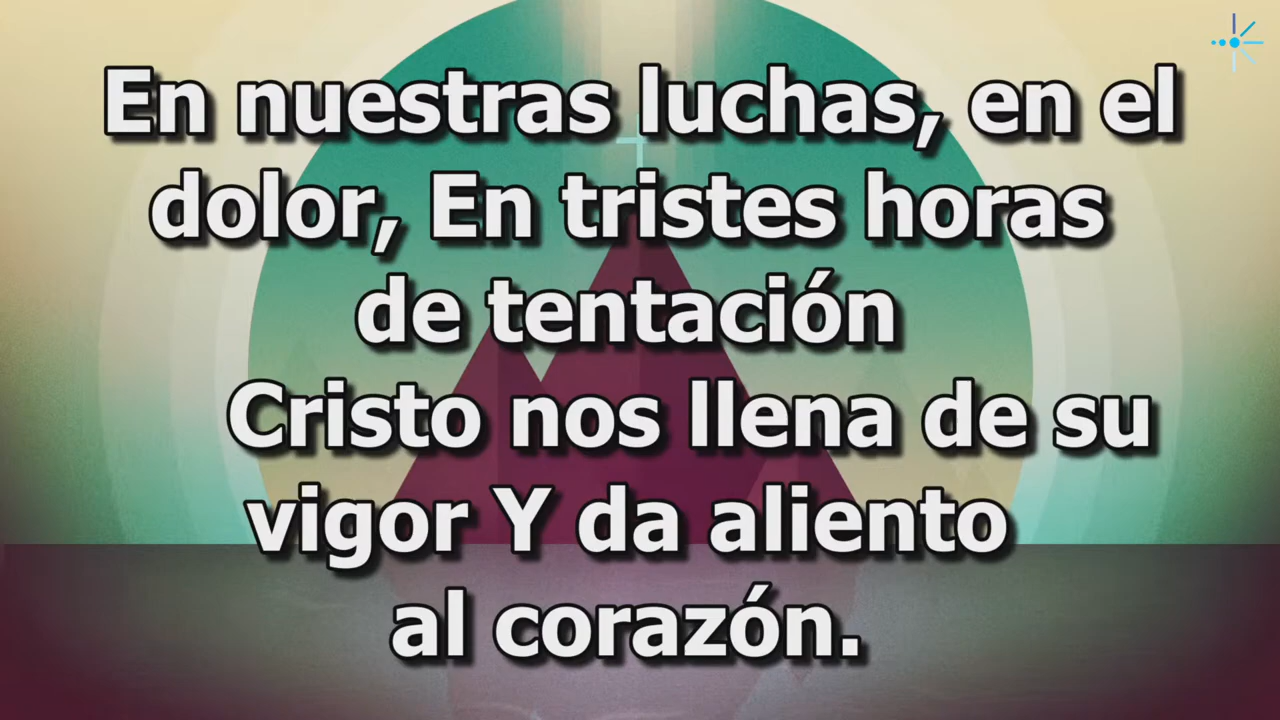 En nuestras luchas, en el
dolor, En tristes horas
de tentación
Cristo nos llena de su
vigor Y da aliento
al corazón.